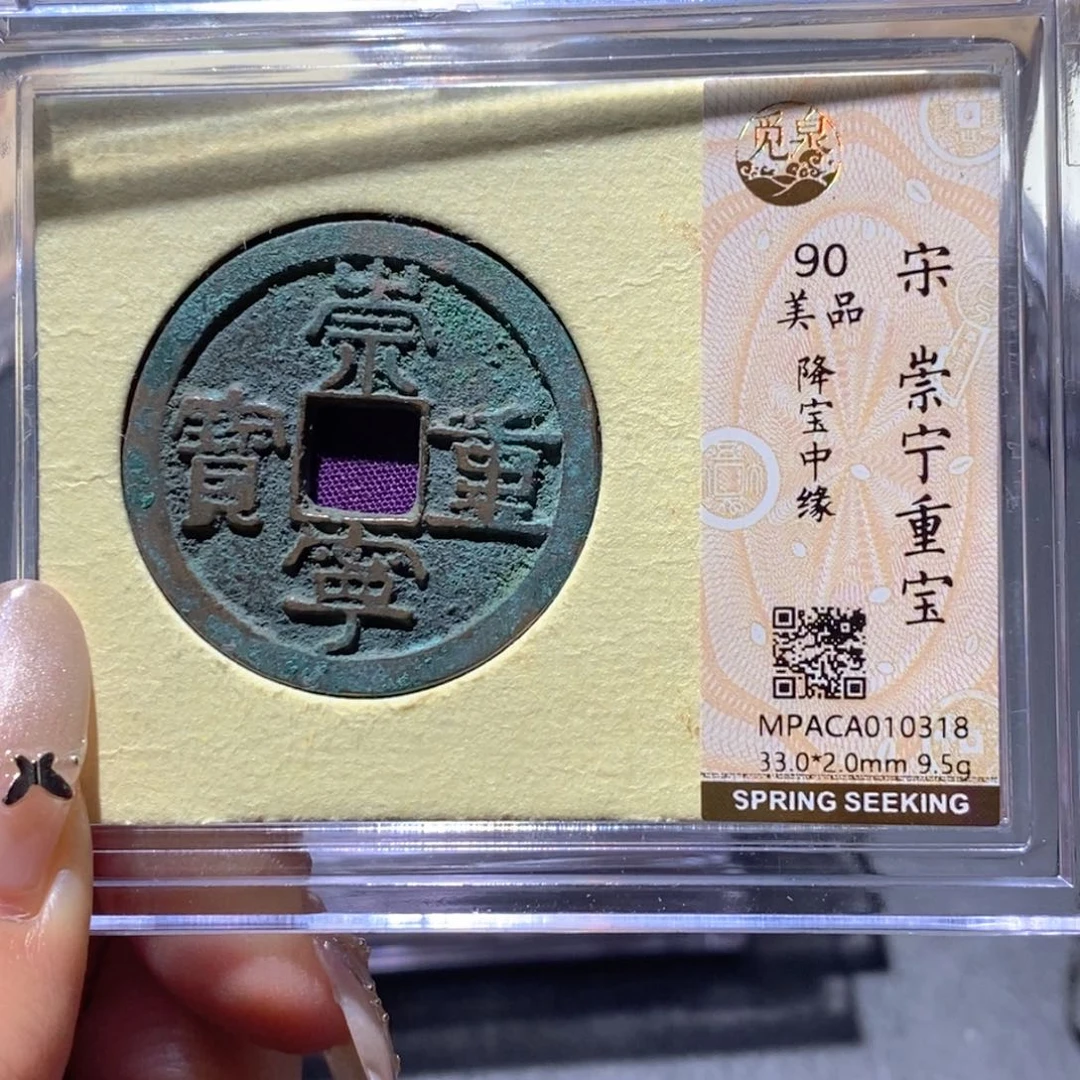 崇
重
寧
寶
觅泉
宋 崇宁重宝
90
美品
降宝中缘
MPACA010318
33.0*2.0mm 9.5g
SPRING SEEKING